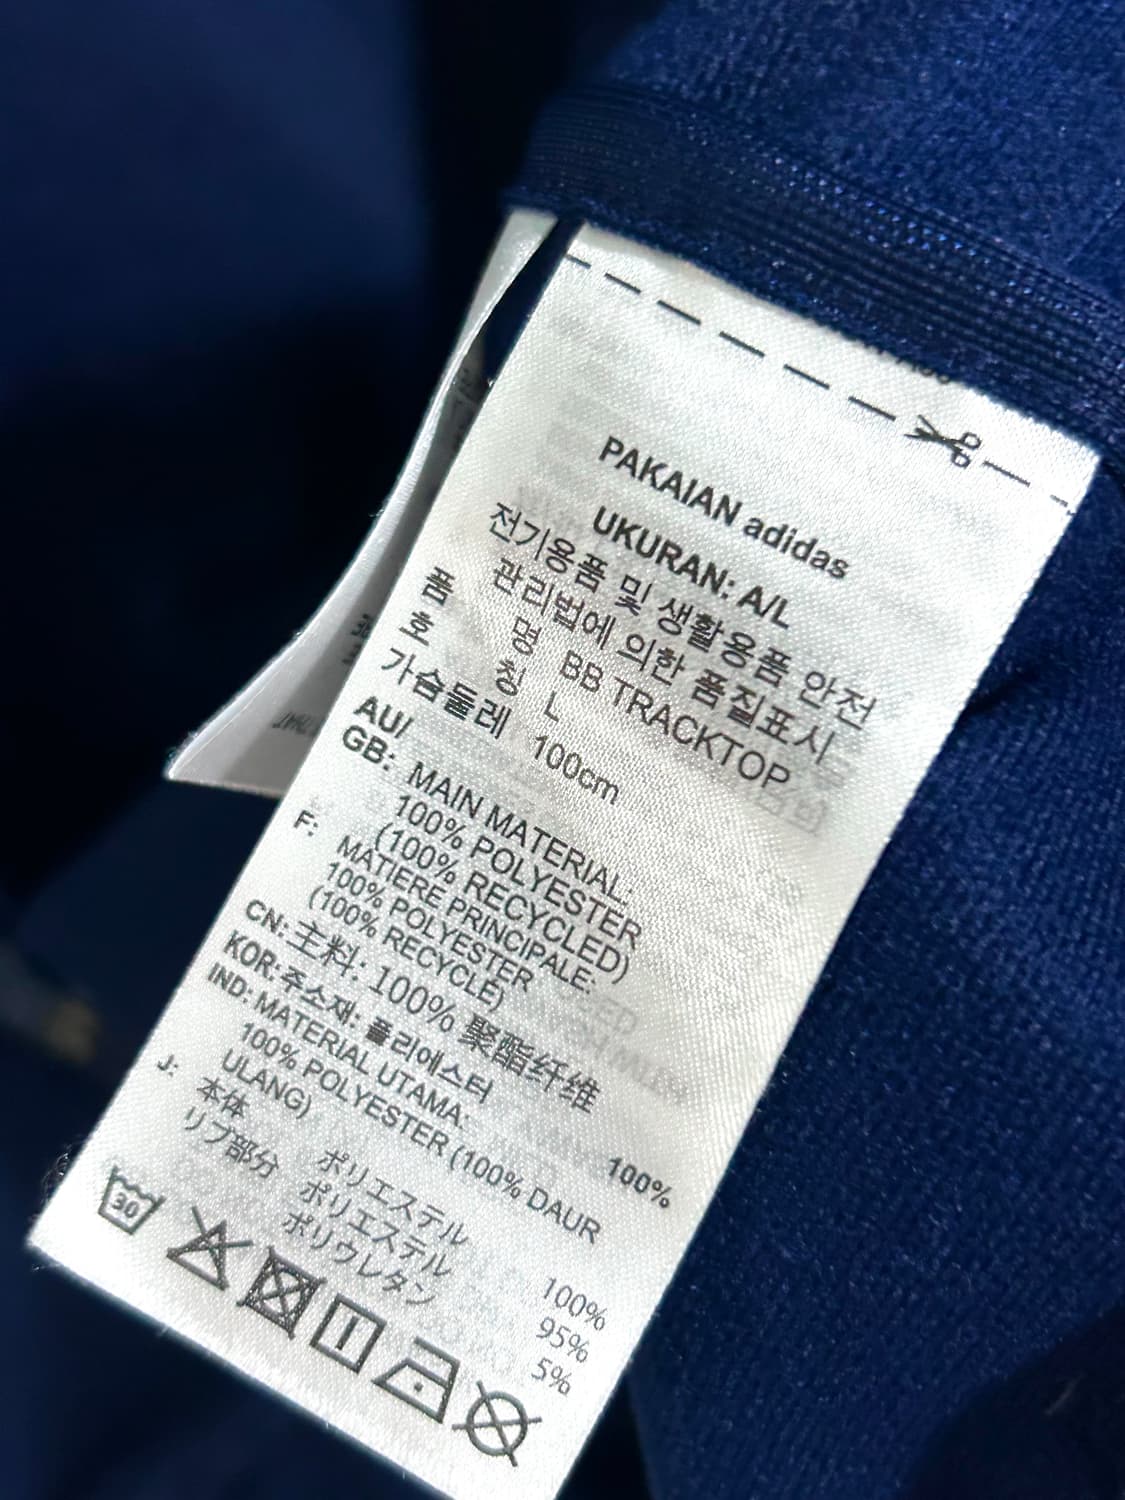 PAKAIAN adidas
UKURAN: A/L
전기용품 및 생활용품 안전
관리법에 의한 품질표시
품 명 BB TRACKTOP
호 칭 L
가슴둘레 100cm
AU/
GB: MAIN MATERIAL:
100% POLYESTER
(100% RECYCLED)
F: MATIERE PRINCIPALE:
100% POLYESTER
(100% RECYCLE)
CN: 主料: 100% 聚酯纤维
KOR: 주소재: 폴리에스터 100%
IND: MATERIAL UTAMA:
100% POLYESTER (100% DAUR
ULANG)
J: 本体 ポリエステル 100%
リブ部分 ポリエステル 95%
ポリウレタン 5%
30